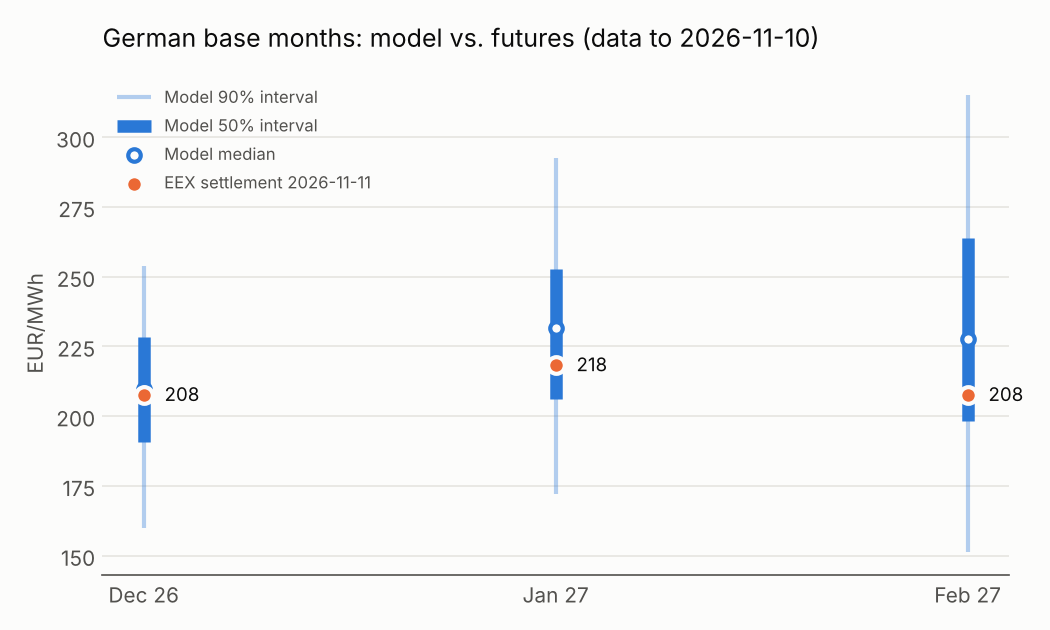 German base months: model vs. futures (data to 2026-11-10)
Model 90% interval
Model 50% interval
Model median
EEX settlement 2026-11-11
EUR/MWh
300
275
250
225
200
175
150
208
218
208
Dec 26
Jan 27
Feb 27